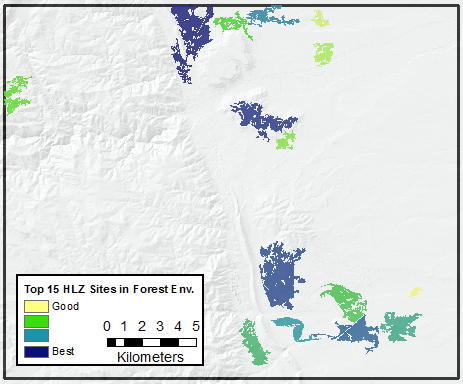 Top 15 HLZ Sites in Forest Env.
Good
Best
0 1 2 3 4 5
Kilometers